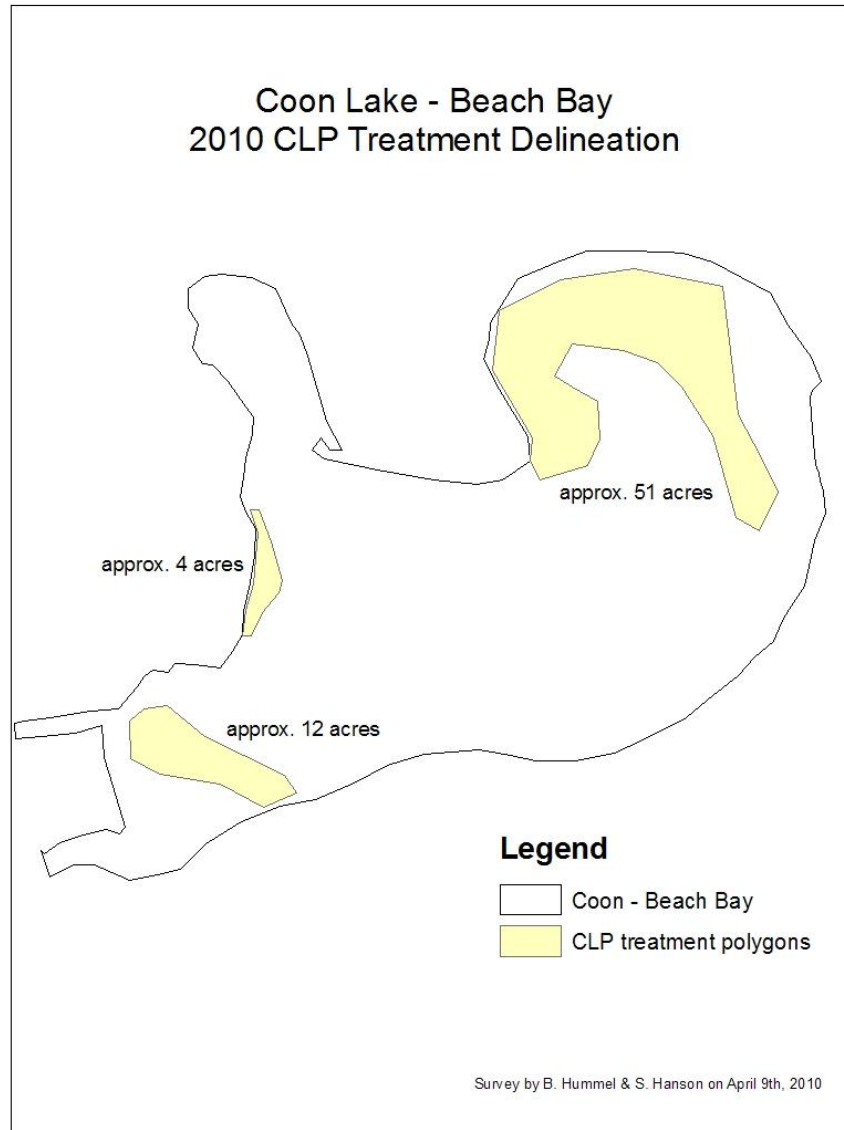 Coon Lake - Beach Bay
2010 CLP Treatment Delineation
approx. 51 acres
approx. 4 acres
approx. 12 acres
Legend
Coon - Beach Bay
CLP treatment polygons
Survey by B. Hummel & S. Hanson on April 9th, 2010